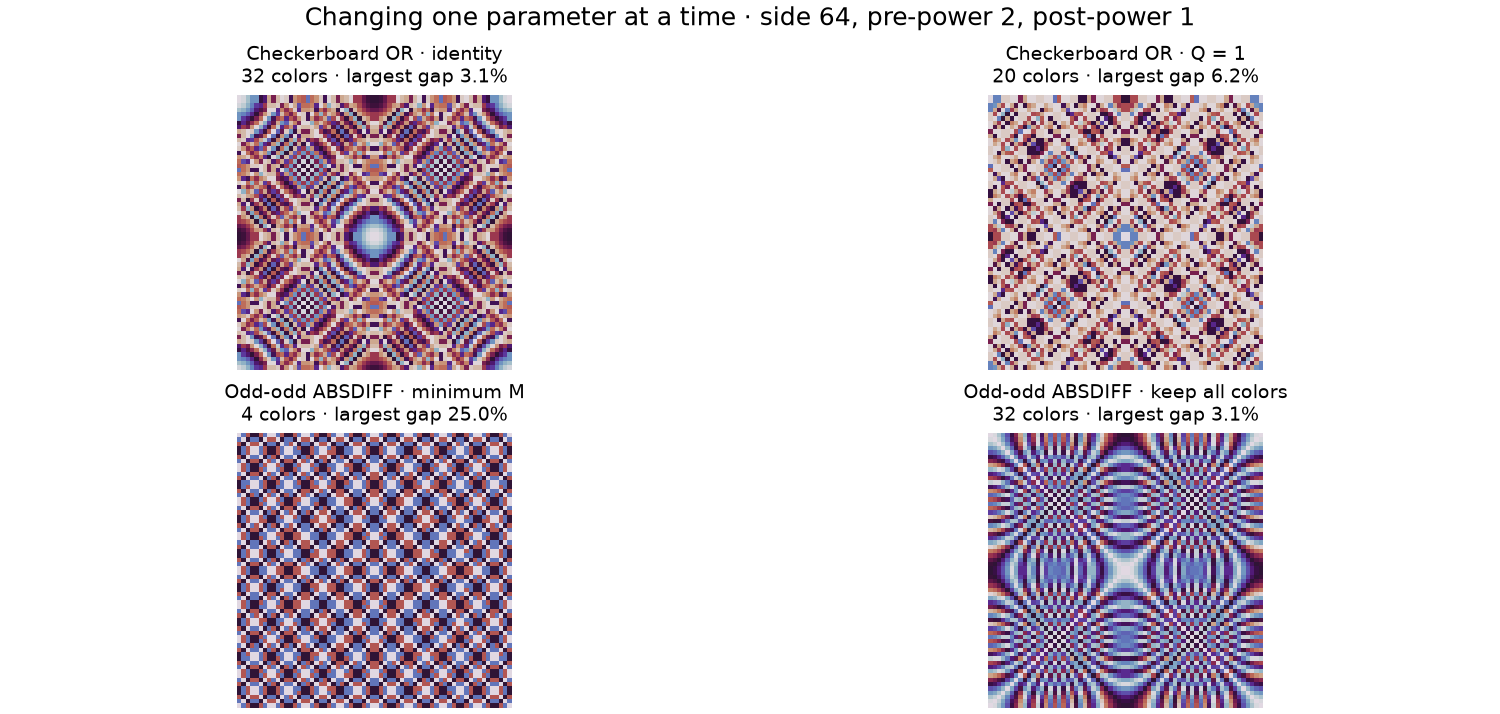 Changing one parameter at a time · side 64, pre-power 2, post-power 1
Checkerboard OR · identity
32 colors · largest gap 3.1%
Checkerboard OR · Q = 1
20 colors · largest gap 6.2%
Odd-odd ABSDIFF · minimum M
4 colors · largest gap 25.0%
Odd-odd ABSDIFF · keep all colors
32 colors · largest gap 3.1%